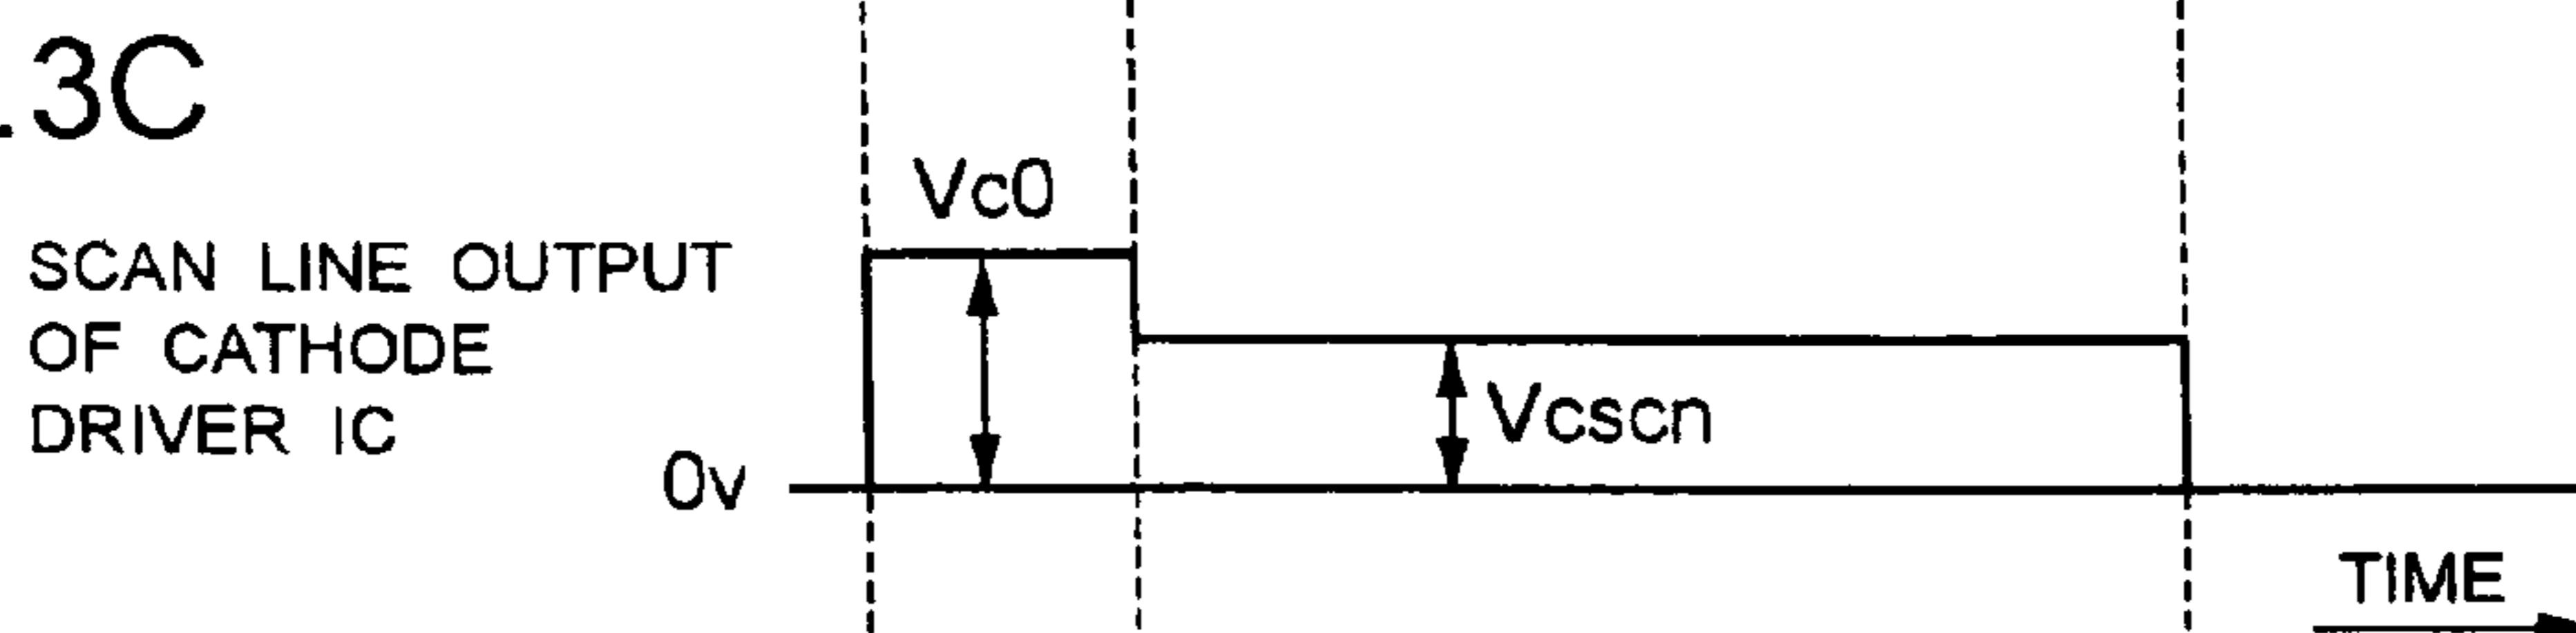 .3C
Vc0
SCAN LINE OUTPUT
OF CATHODE
DRIVER IC
Vcscn
0v
TIME